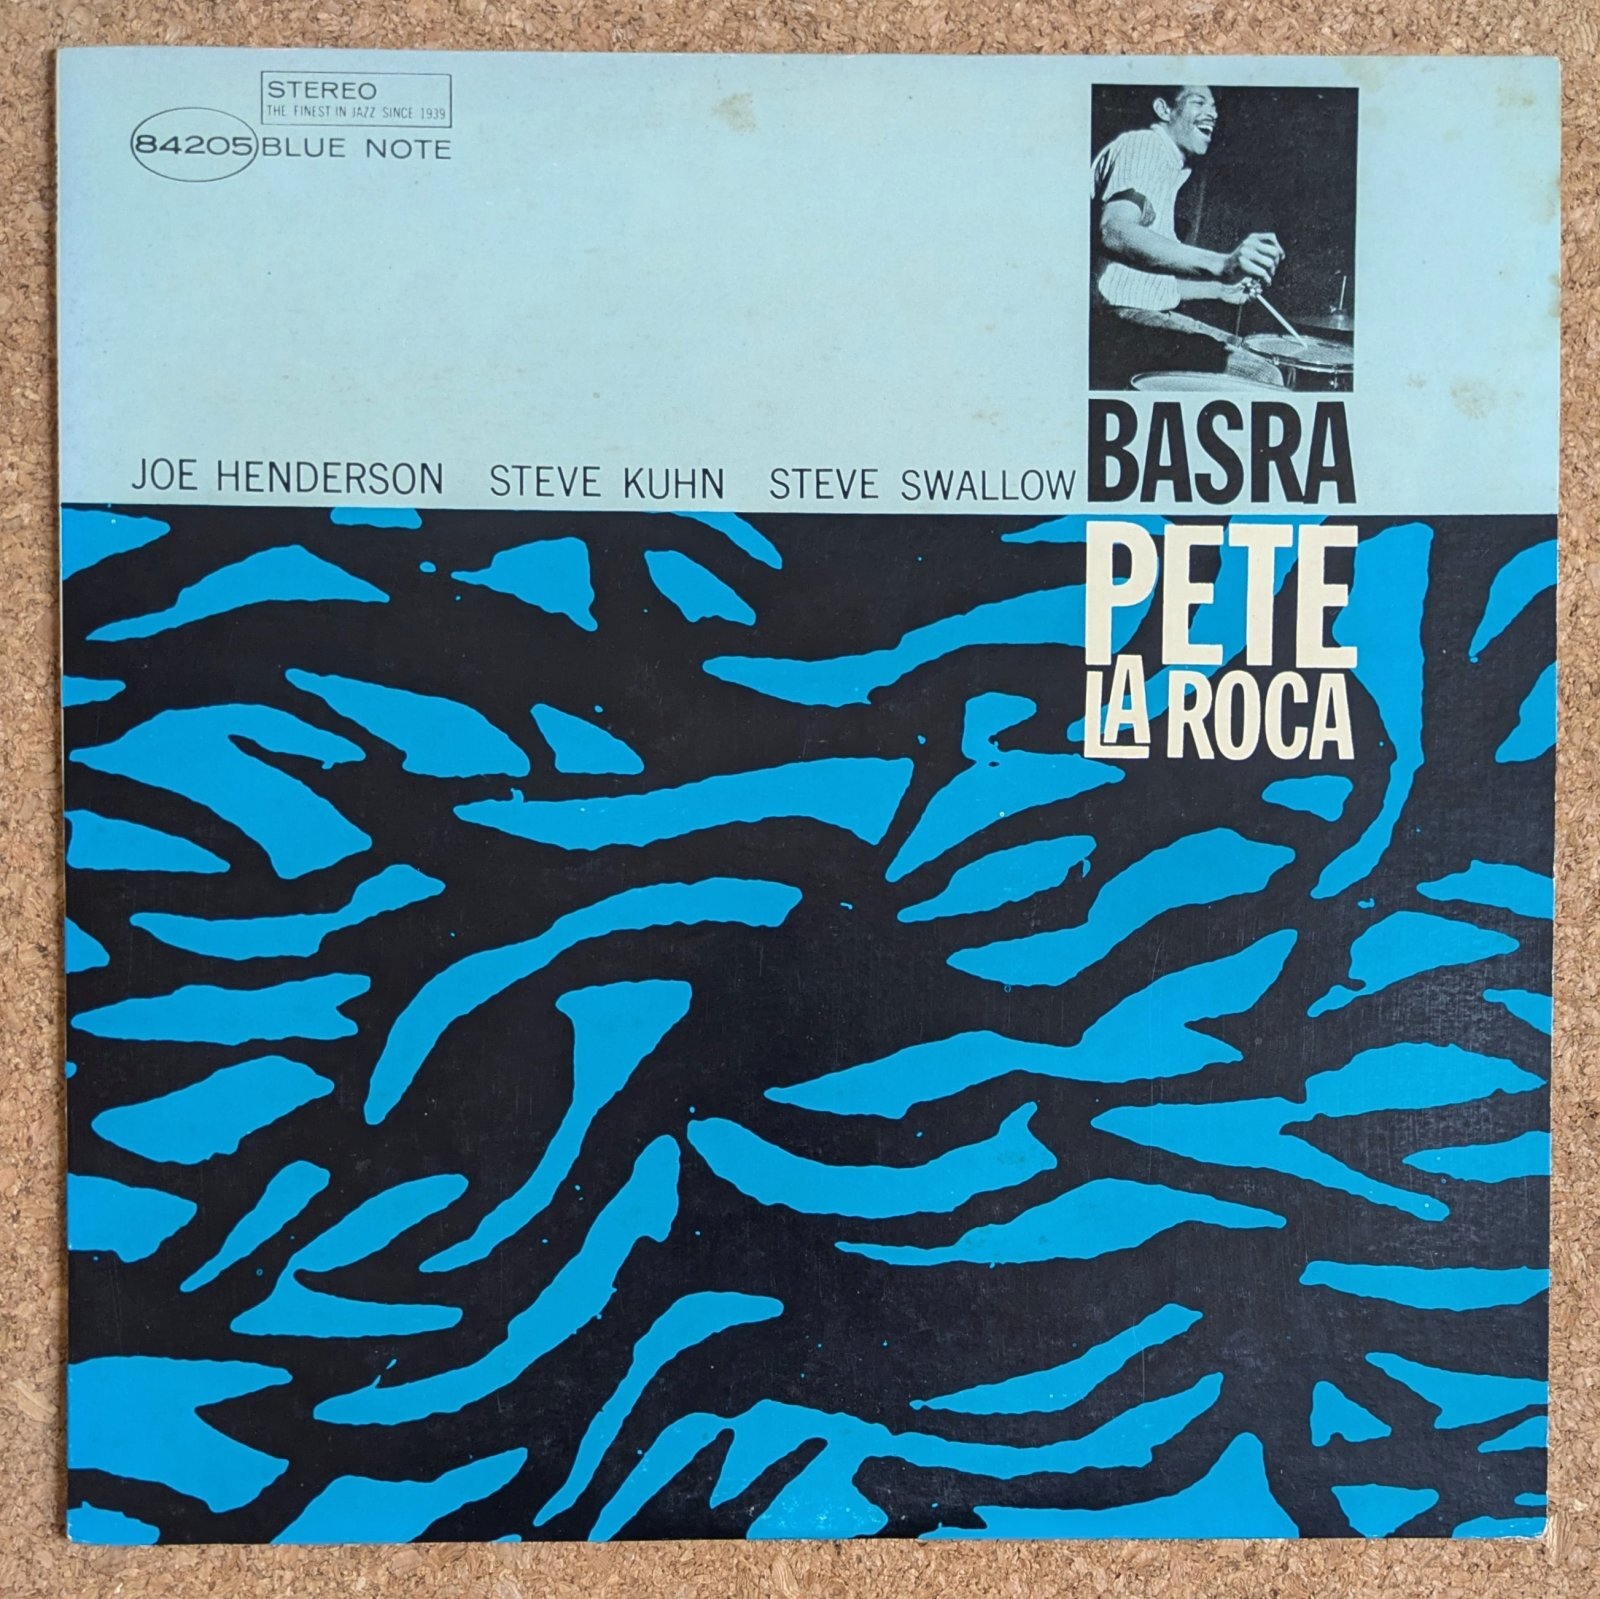 STEREO
THE FINEST IN JAZZ SINCE 1939
84205 BLUE NOTE
JOE HENDERSON STEVE KUHN STEVE SWALLOW
BASRA
PETE
LA ROCA